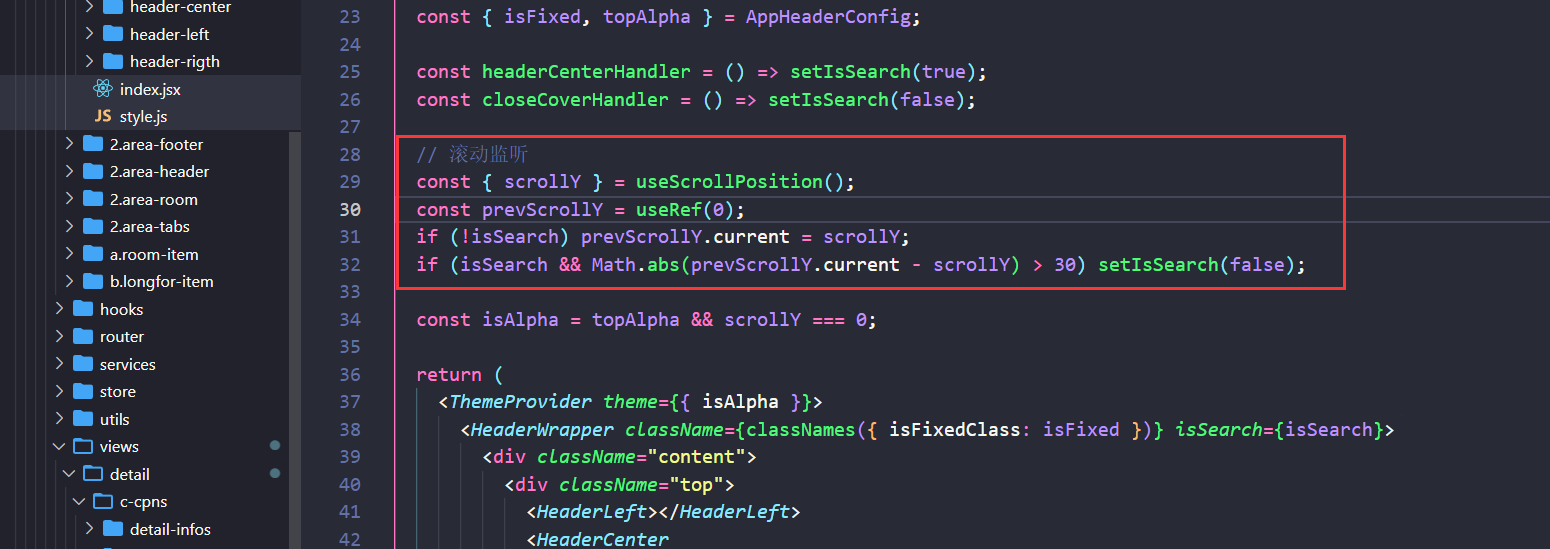 header-center
header-left
header-rigth
index.jsx
JS style.js
2.area-footer
2.area-header
2.area-room
2.area-tabs
a.room-item
b.longfor-item
hooks
router
services
store
utils
views
detail
c-cpns
detail-infos
23 const { isFixed, topAlpha } = AppHeaderConfig;
24
25 const headerCenterHandler = () => setIsSearch(true);
26 const closeCoverHandler = () => setIsSearch(false);
27
28 // 滚动监听
29 const { scrollY } = useScrollPosition();
30 const prevScrollY = useRef(0);
31 if (!isSearch) prevScrollY.current = scrollY;
32 if (isSearch && Math.abs(prevScrollY.current - scrollY) > 30) setIsSearch(false);
33
34 const isAlpha = topAlpha && scrollY === 0;
35
36 return (
37 <ThemeProvider theme={{ isAlpha }}>
38 <HeaderWrapper className={classNames({ isFixedClass: isFixed })} isSearch={isSearch}>
39 <div className="content">
40 <div className="top">
41 <HeaderLeft></HeaderLeft>
42 <HeaderCenter